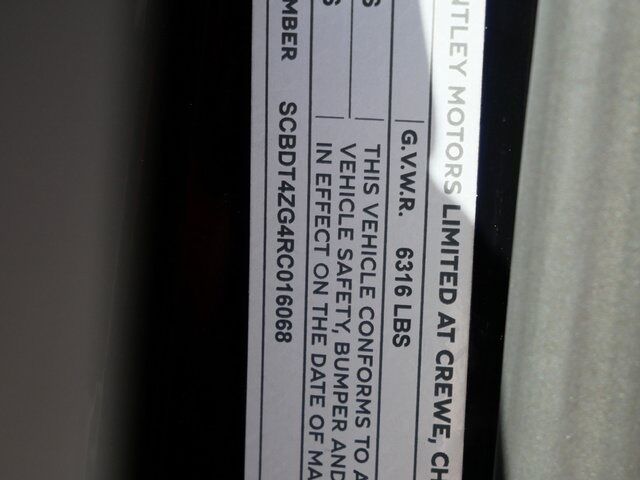 NTLEY MOTORS LIMITED AT CREWE, CH
G.V.W.R. 6316 LBS
S
THIS VEHICLE CONFORMS TO A
VEHICLE SAFETY, BUMPER AND
S IN EFFECT ON THE DATE OF MA
MBER SCBDT4ZG4RC016068